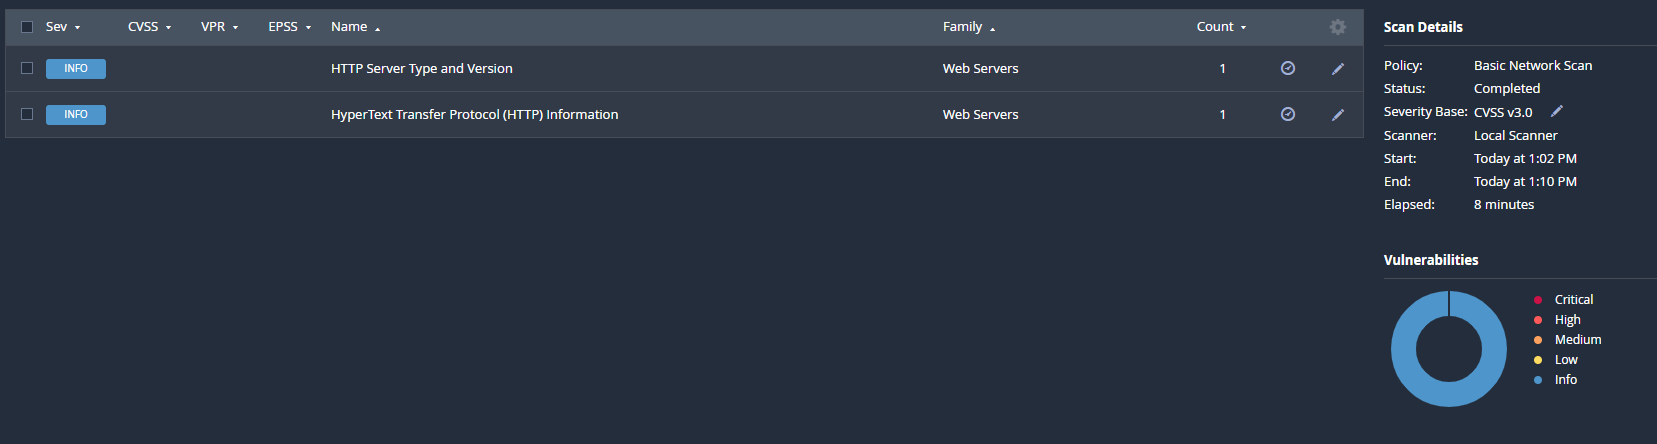 Sev CVSS VPR EPSS Name Family Count
INFO HTTP Server Type and Version Web Servers 1
INFO HyperText Transfer Protocol (HTTP) Information Web Servers 1
Scan Details
Policy: Basic Network Scan
Status: Completed
Severity Base: CVSS v3.0
Scanner: Local Scanner
Start: Today at 1:02 PM
End: Today at 1:10 PM
Elapsed: 8 minutes
Vulnerabilities
Critical
High
Medium
Low
Info